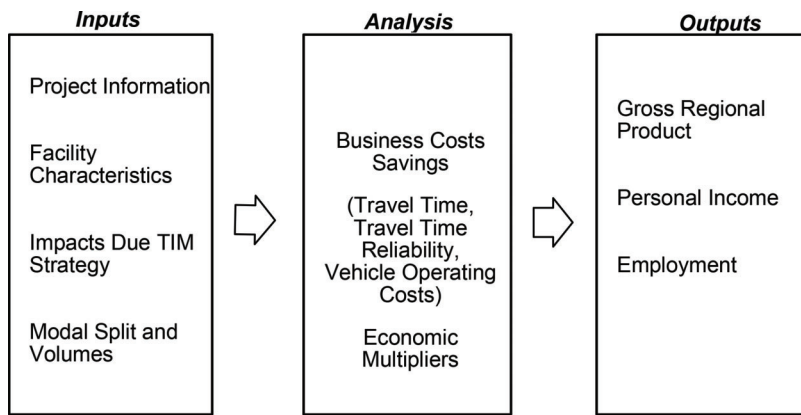 Inputs
Project Information
Facility
Characteristics
Impacts Due TIM
Strategy
Modal Split and
Volumes
Analysis
Business Costs
Savings
(Travel Time,
Travel Time
Reliability,
Vehicle Operating
Costs)
Economic
Multipliers
Outputs
Gross Regional
Product
Personal Income
Employment